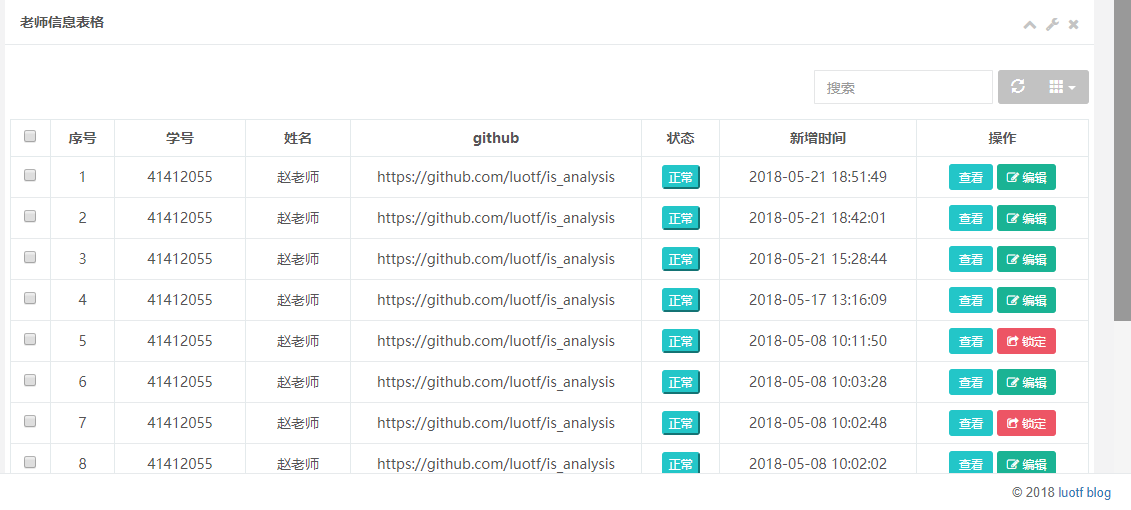 老师信息表格
搜索
序号 学号 姓名 github 状态 新增时间 操作
1 41412055 赵老师 https://github.com/luotf/is_analysis 正常 2018-05-21 18:51:49 查看 编辑
2 41412055 赵老师 https://github.com/luotf/is_analysis 正常 2018-05-21 18:42:01 查看 编辑
3 41412055 赵老师 https://github.com/luotf/is_analysis 正常 2018-05-21 15:28:44 查看 编辑
4 41412055 赵老师 https://github.com/luotf/is_analysis 正常 2018-05-17 13:16:09 查看 编辑
5 41412055 赵老师 https://github.com/luotf/is_analysis 正常 2018-05-08 10:11:50 查看 锁定
6 41412055 赵老师 https://github.com/luotf/is_analysis 正常 2018-05-08 10:03:28 查看 编辑
7 41412055 赵老师 https://github.com/luotf/is_analysis 正常 2018-05-08 10:02:48 查看 锁定
8 41412055 赵老师 https://github.com/luotf/is_analysis 正常 2018-05-08 10:02:02 查看 编辑
© 2018 luotf blog